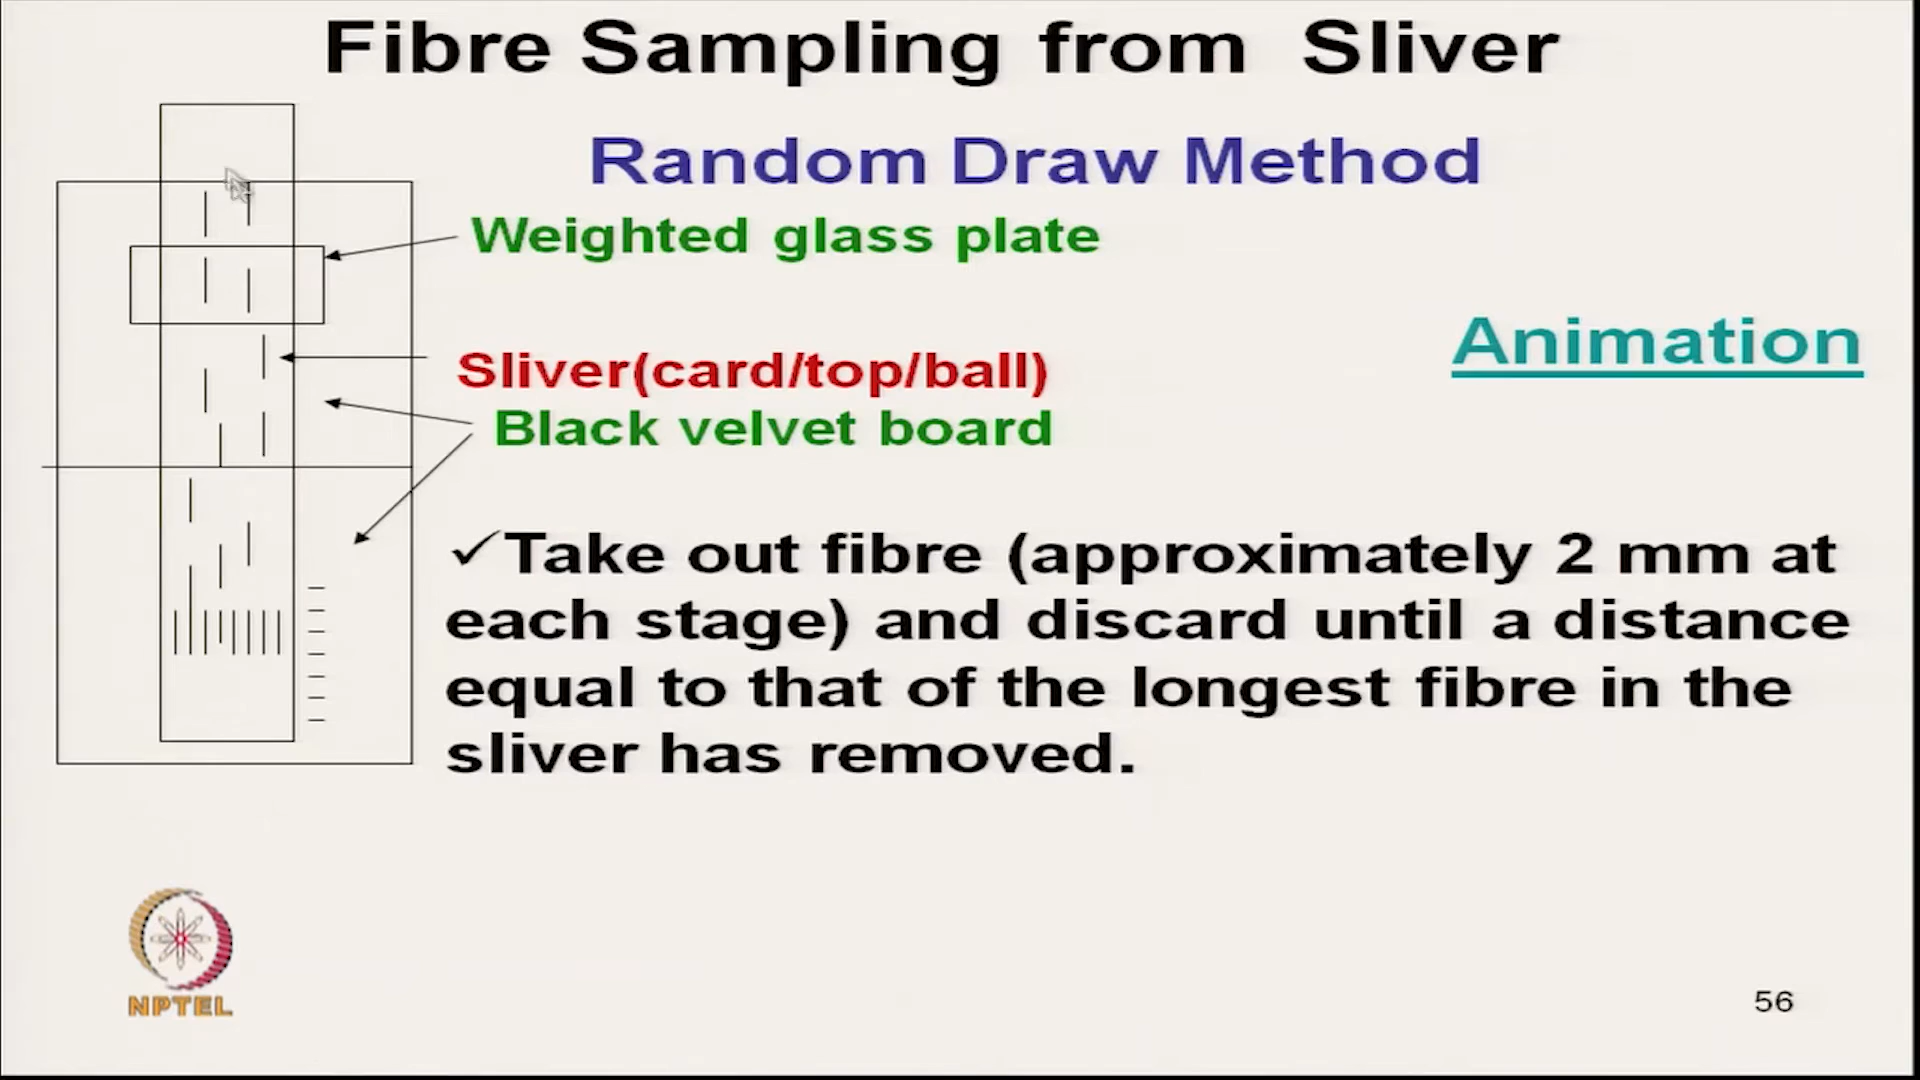 Fibre Sampling from Sliver
Random Draw Method
Weighted glass plate
Animation
Sliver(card/top/ball)
Black velvet board
✓Take out fibre (approximately 2 mm at
each stage) and discard until a distance
equal to that of the longest fibre in the
sliver has removed.
NPTEL
56